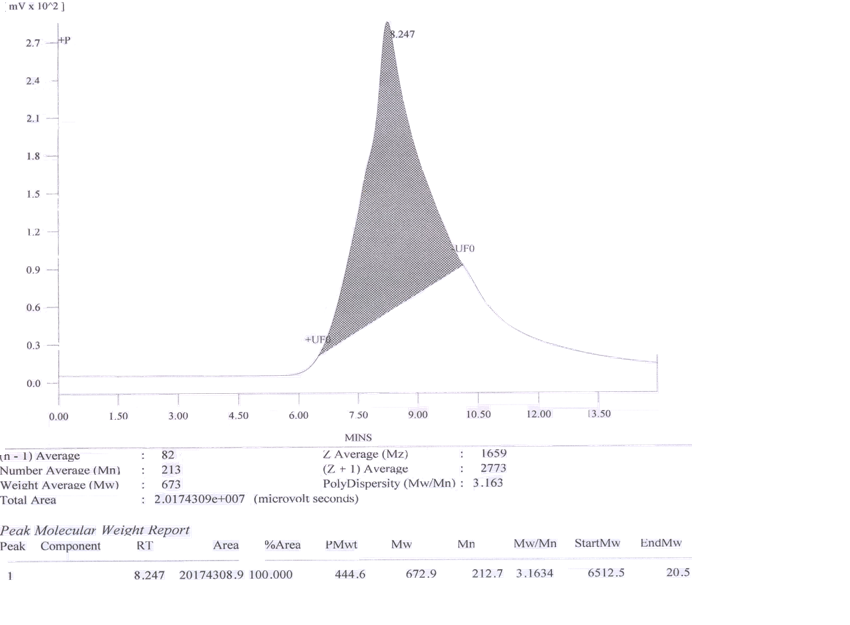 mV x 10^2 ]
8.247
2.7
+P
2.4
2.1
1.8
1.5
1.2
UF0
0.9
0.6
+UF0
0.3
0.0
0.00 1.50 3.00 4.50 6.00 7.50 9.00 10.50 12.00 13.50
MINS
(n - 1) Average : 82 Z Average (Mz) : 1659
Number Average (Mn) : 213 (Z + 1) Average : 2773
Weight Average (Mw) : 673 PolyDispersity (Mw/Mn) : 3.163
Total Area : 2.0174309e+007 (microvolt seconds)
Peak Molecular Weight Report
Peak Component RT Area %Area PMwt Mw Mn Mw/Mn StartMw EndMw
1 8.247 20174308.9 100.000 444.6 672.9 212.7 3.1634 6512.5 20.5